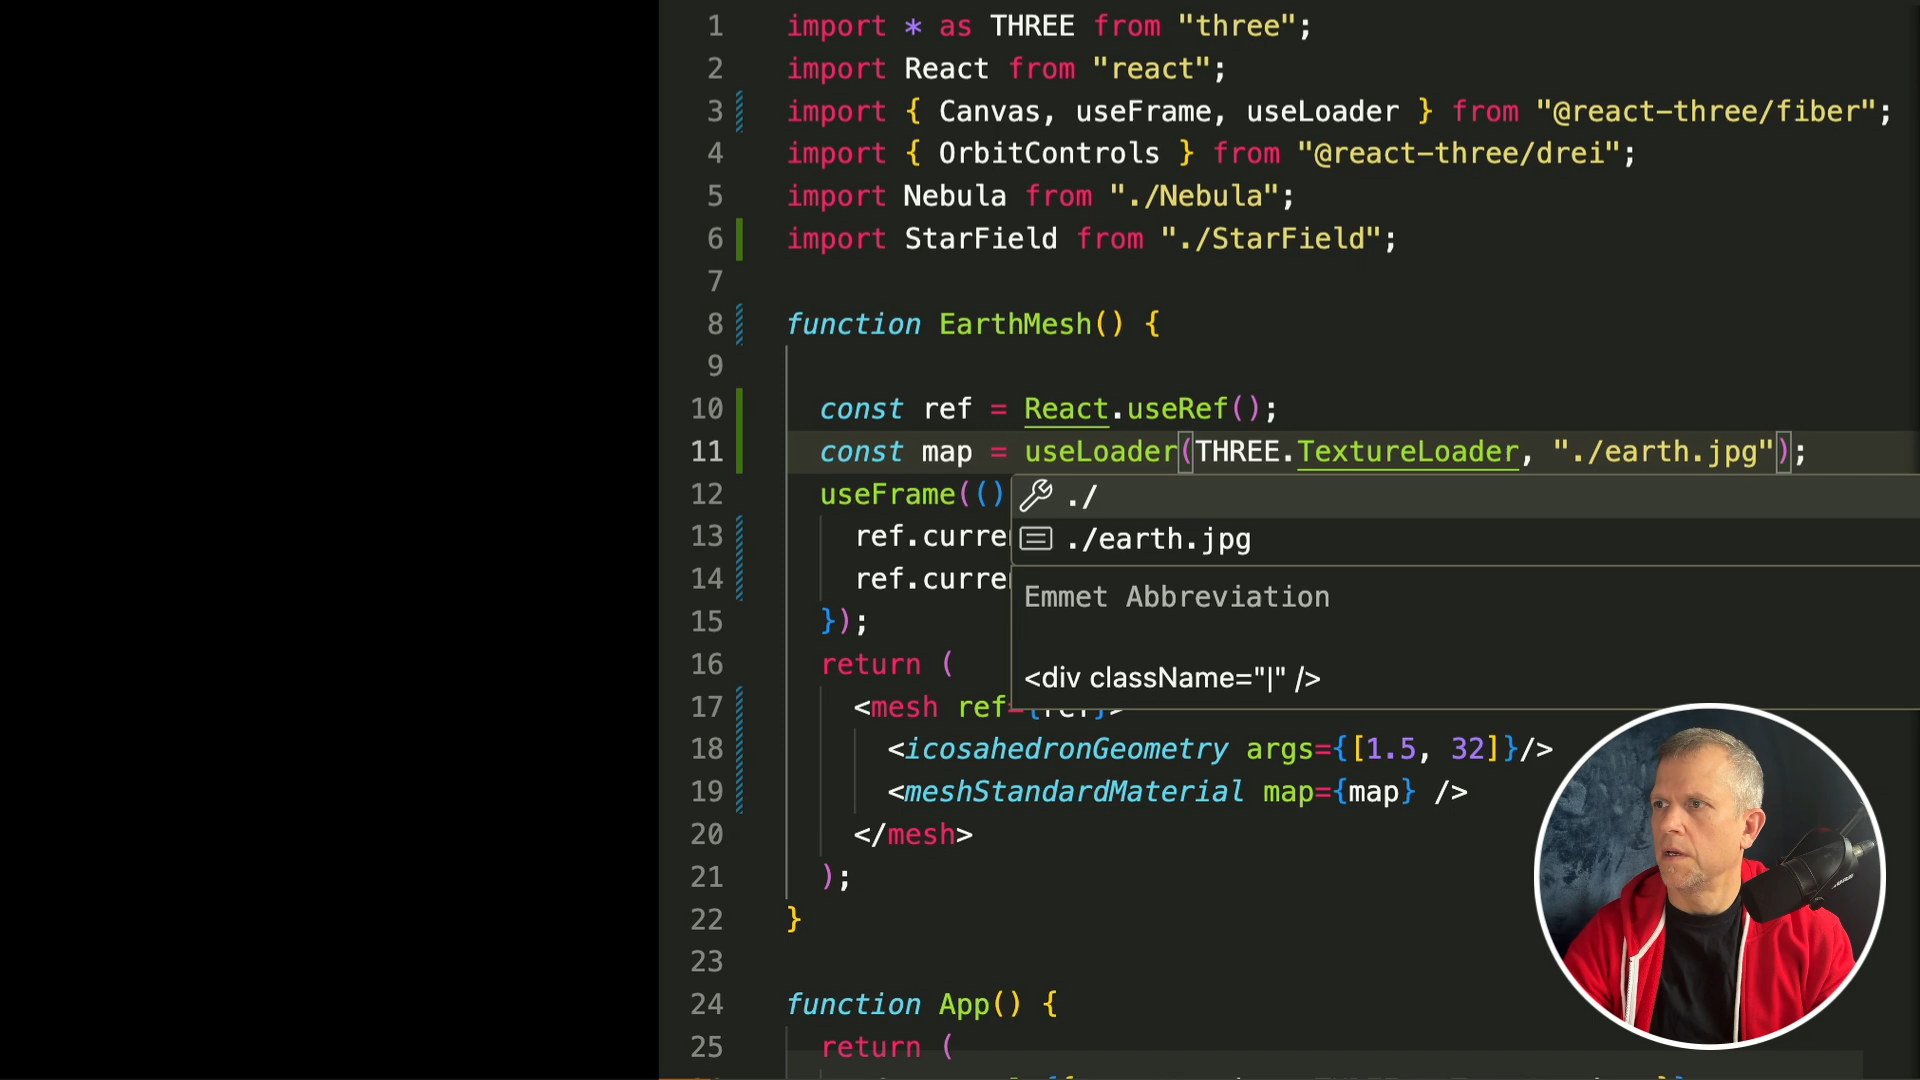 1 import * as THREE from "three";
2 import React from "react";
3 import { Canvas, useFrame, useLoader } from "@react-three/fiber";
4 import { OrbitControls } from "@react-three/drei";
5 import Nebula from "./Nebula";
6 import StarField from "./StarField";
7
8 function EarthMesh() {
9
10 const ref = React.useRef();
11 const map = useLoader(THREE.TextureLoader, "./earth.jpg");
12 useFrame(()
./
13 ref.curre
./earth.jpg
14 ref.curre
Emmet Abbreviation
15 });
16 return (
<div className="|" />
17 <mesh ref={ref}>
18 <icosahedronGeometry args={[1.5, 32]}/>
19 <meshStandardMaterial map={map} />
20 </mesh>
21 );
22 }
23
24 function App() {
25 return (